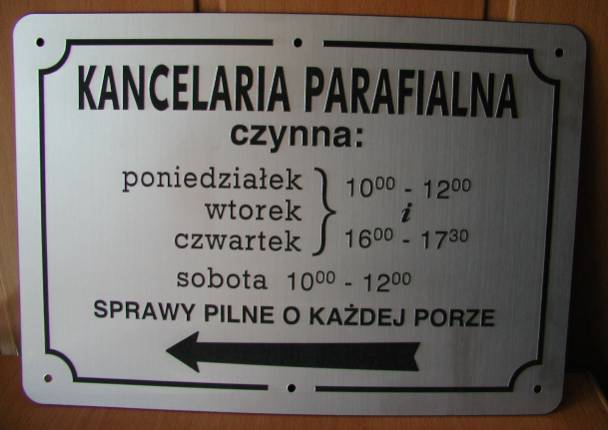 KANCELARIA PARAFIALNA
czynna:
poniedziałek
wtorek
czwartek
10⁰⁰ - 12⁰⁰
i
16⁰⁰ - 17³⁰
sobota 10⁰⁰ - 12⁰⁰
SPRAWY PILNE O KAŻDEJ PORZE